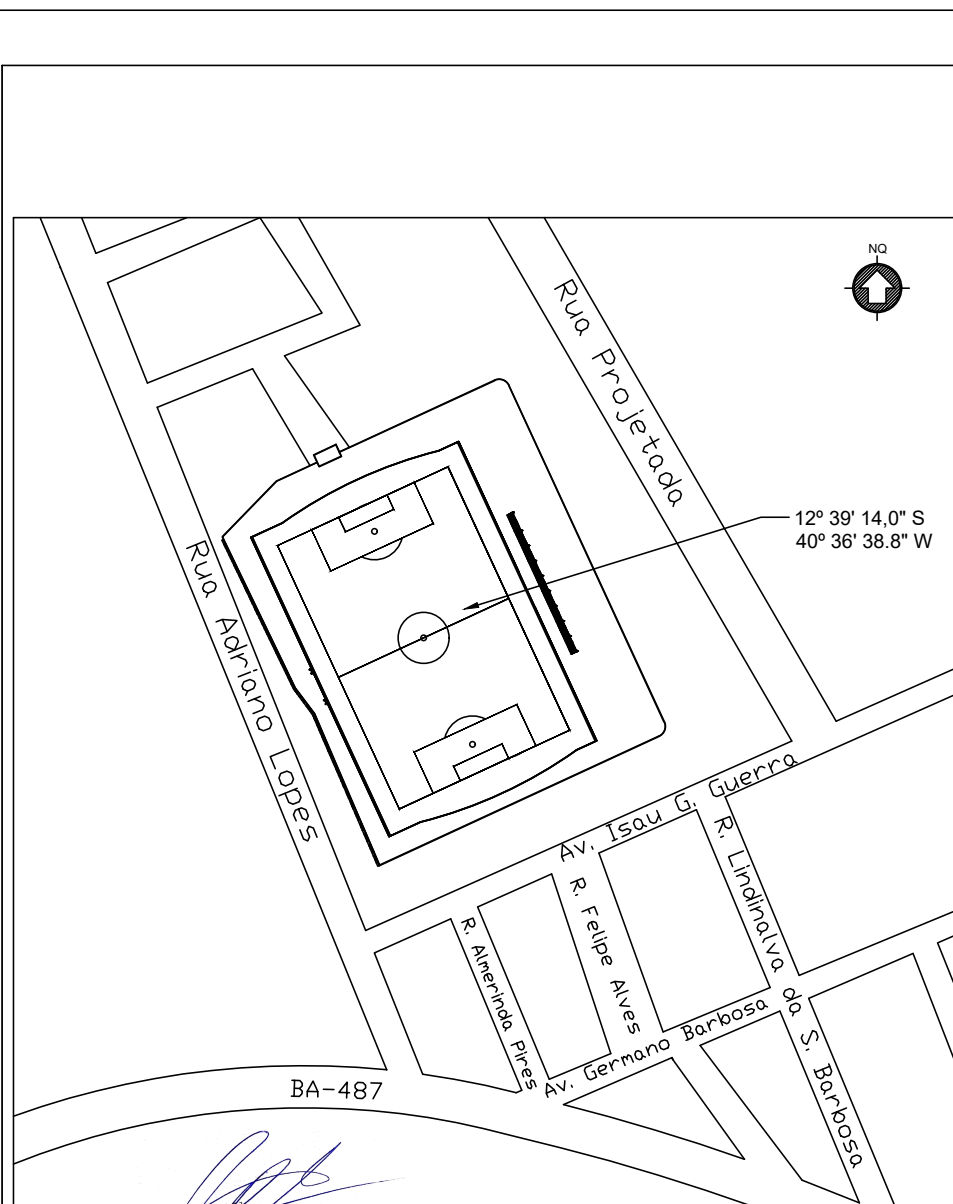 NQ
Rua Projetada
12º 39' 14,0" S
40º 36' 38.8" W
Rua Adriano Lopes
Av. Isau G. Guerra
R. Lindinalva da S. Barbosa
R. Felipe Alves
R. Almerinda Pires
Av. Germano Barbosa
BA-487